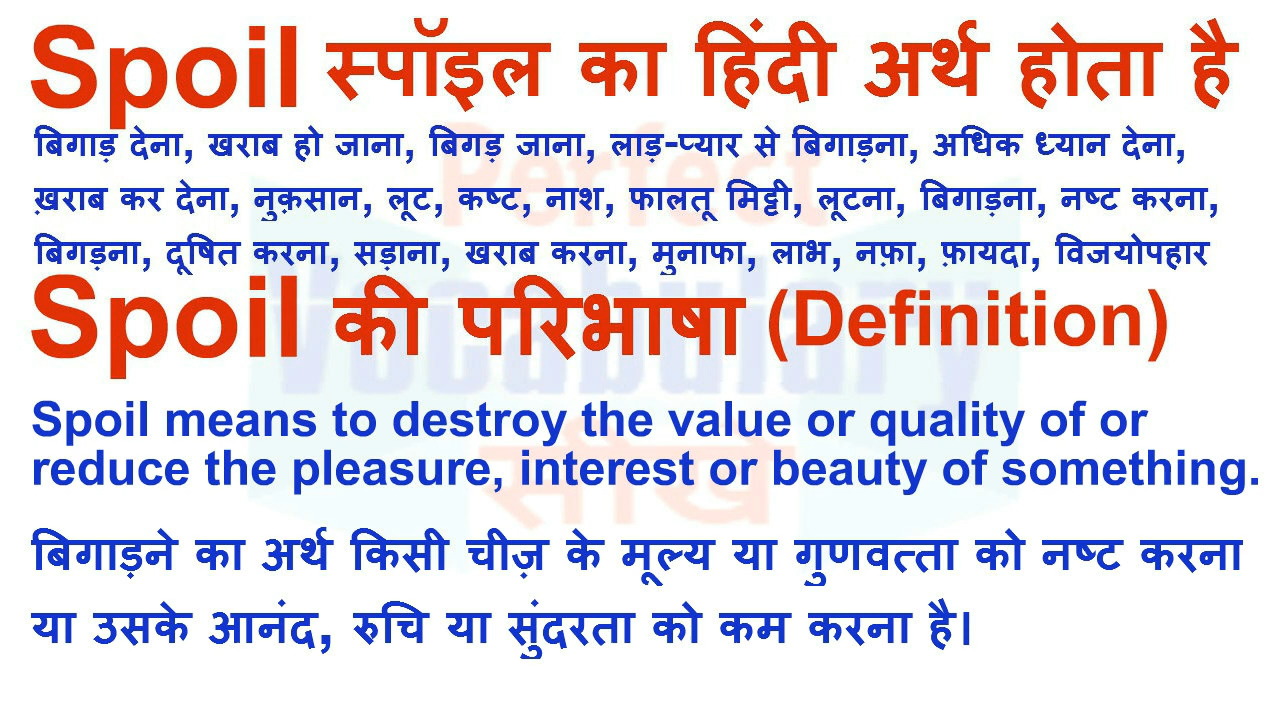 Spoil स्पॉइल का हिंदी अर्थ होता है
बिगाड़ देना, खराब हो जाना, बिगड़ जाना, लाड़-प्यार से बिगाड़ना, अधिक ध्यान देना,
ख़राब कर देना, नुक़सान, लूट, कष्ट, नाश, फालतू मिट्टी, लूटना, बिगाड़ना, नष्ट करना,
बिगड़ना, दूषित करना, सड़ाना, खराब करना, मुनाफा, लाभ, नफ़ा, फ़ायदा, विजयोपहार
Spoil की परिभाषा (Definition)
Spoil means to destroy the value or quality of or
reduce the pleasure, interest or beauty of something.
बिगाड़ने का अर्थ किसी चीज़ के मूल्य या गुणवत्ता को नष्ट करना
या उसके आनंद, रुचि या सुंदरता को कम करना है।
Perfect
Vocabulary
सीखें